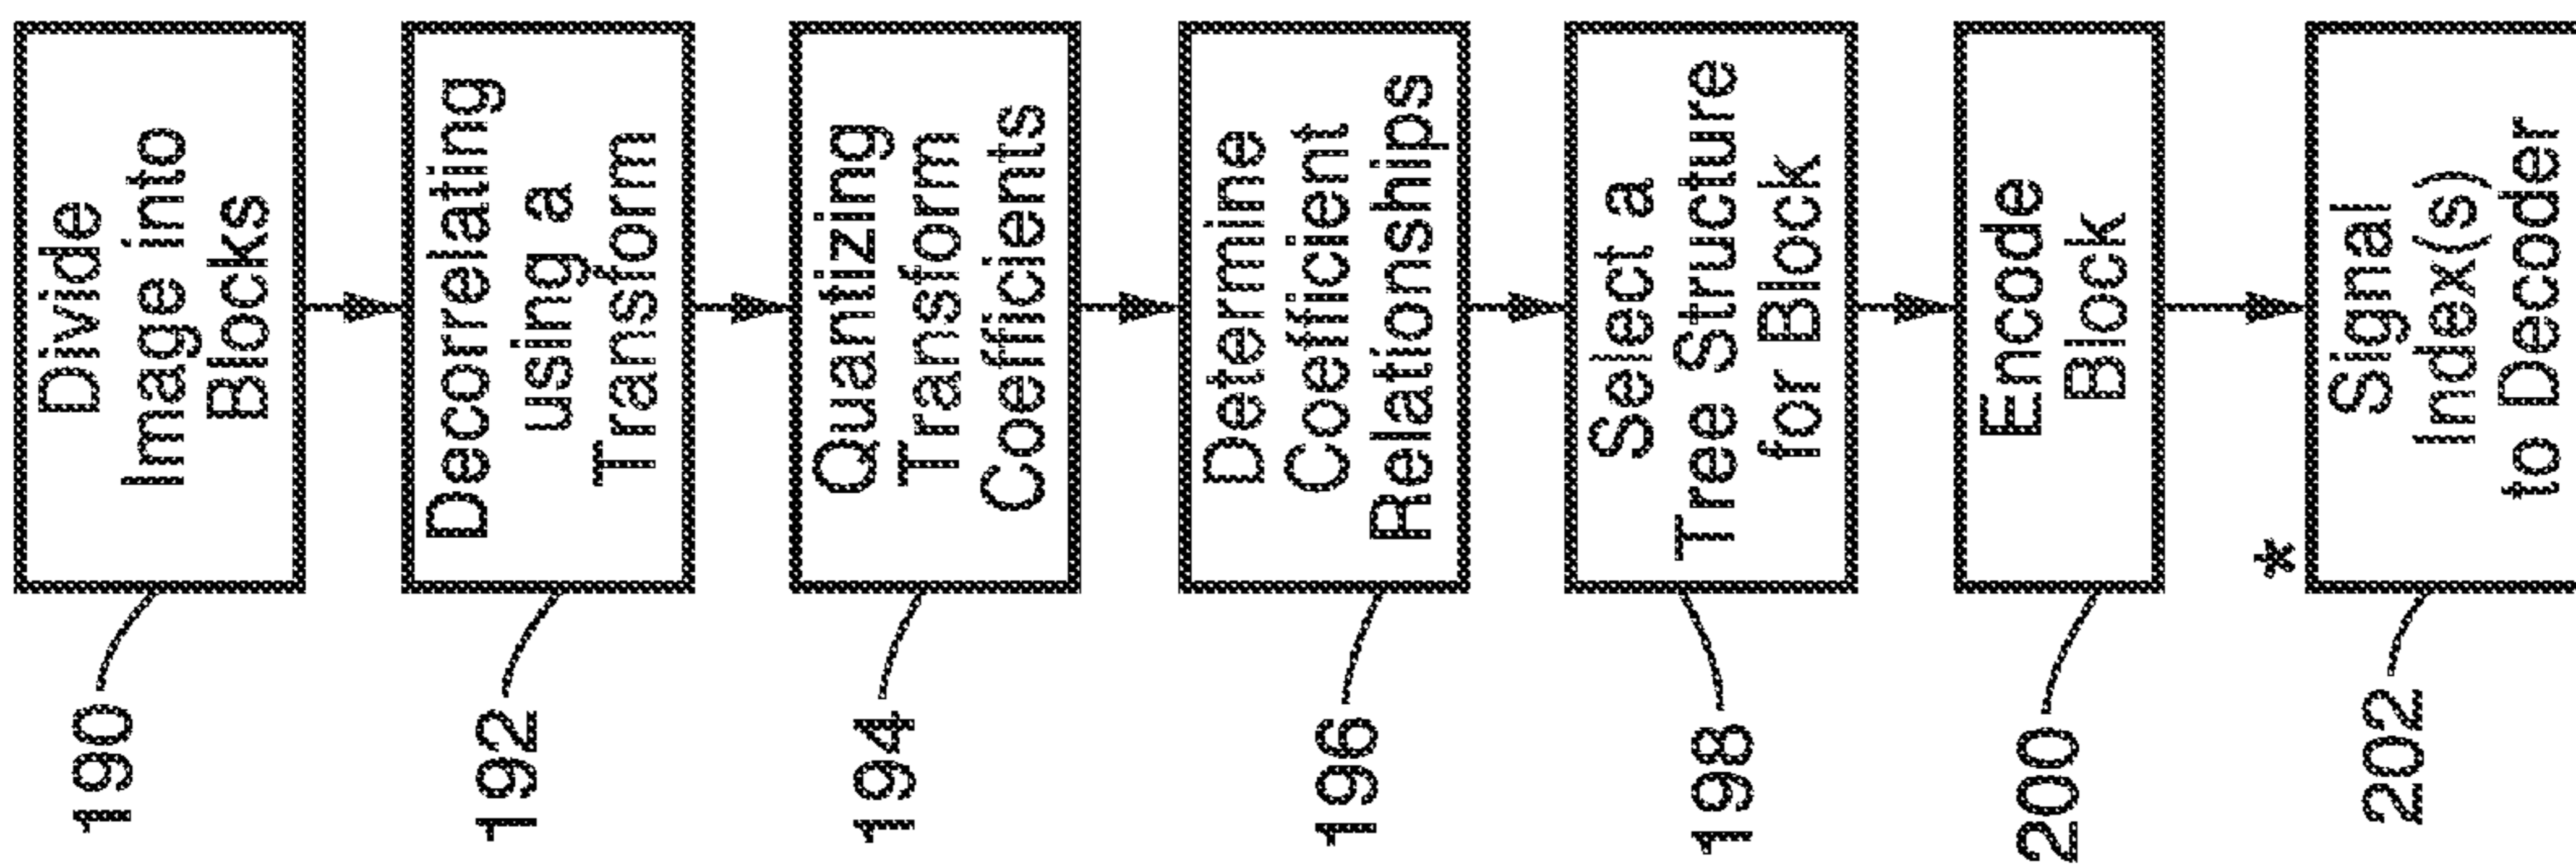 190
Divide
Image into
Blocks
192
Decorrelating
using a
Transform
194
Quantizing
Transform
Coefficients
196
Determine
Coefficient
Relationships
198
Select a
Tree Structure
for Block
200
Encode
Block
202
*
Signal
Index(s)
to Decoder